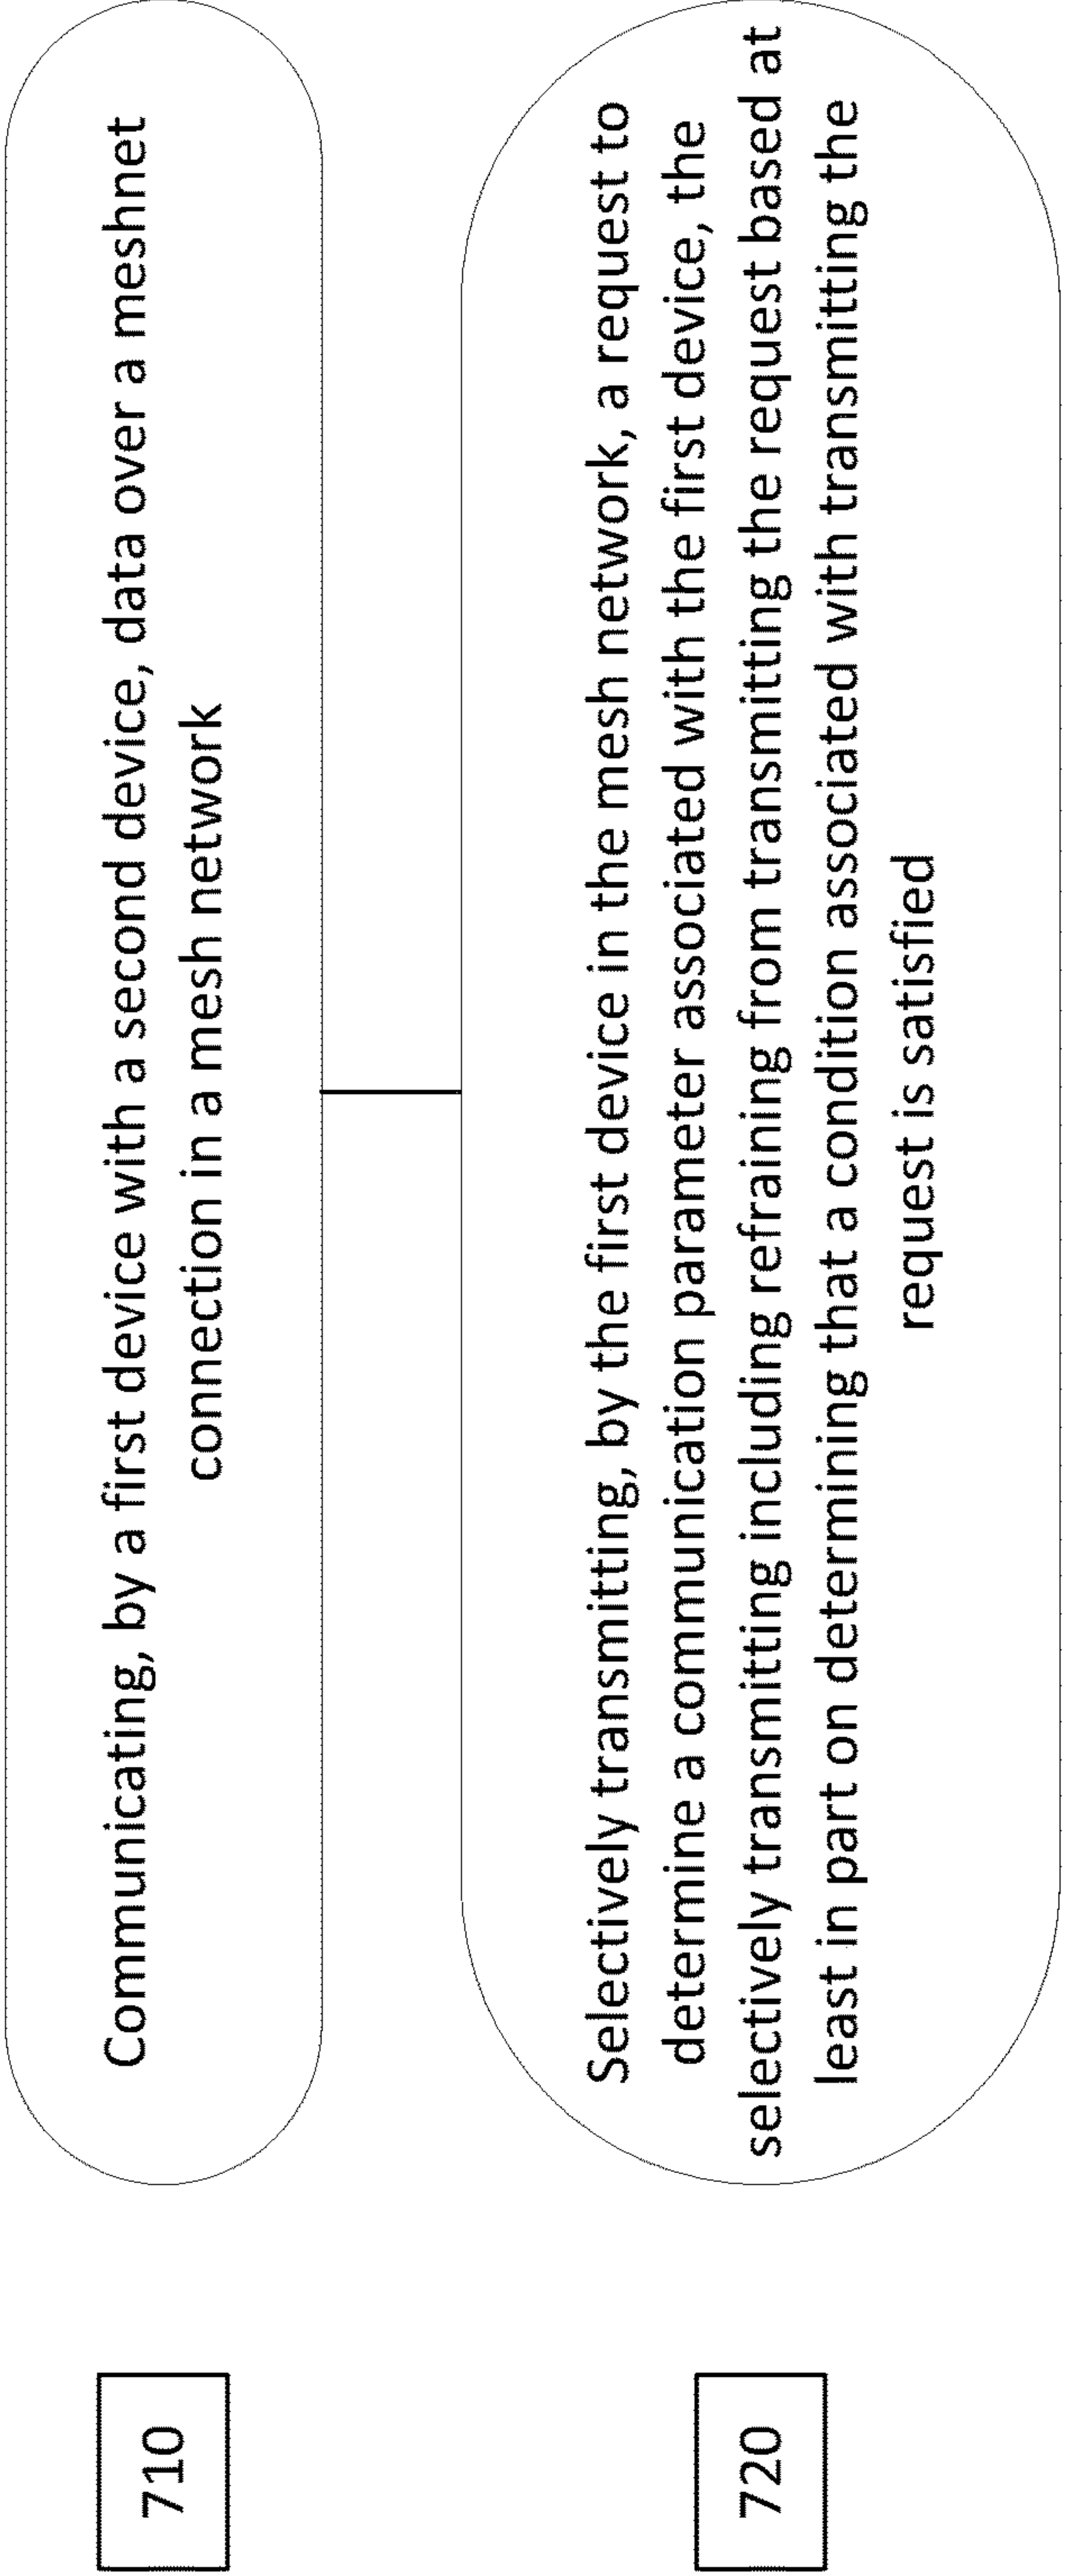 710
Communicating, by a first device with a second device, data over a meshnet
connection in a mesh network
720
Selectively transmitting, by the first device in the mesh network, a request to
determine a communication parameter associated with the first device, the
selectively transmitting including refraining from transmitting the request based at
least in part on determining that a condition associated with transmitting the
request is satisfied